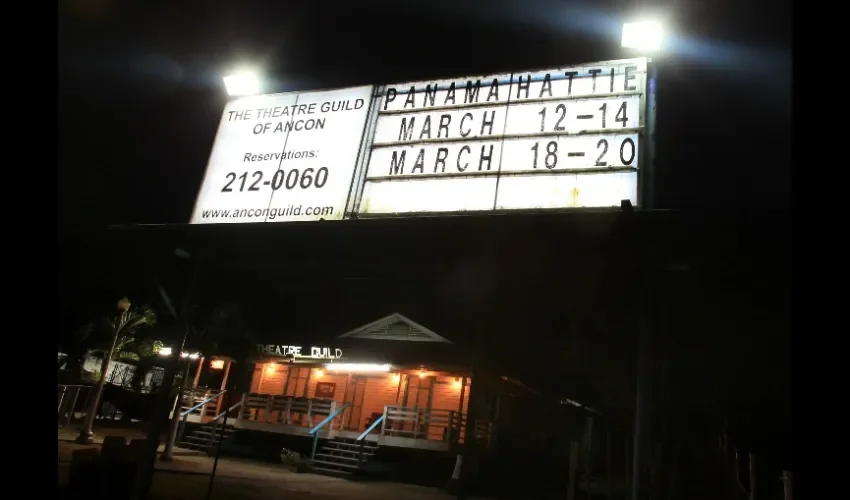 THE THEATRE GUILD
OF ANCON
Reservations:
212-0060
www.anconguild.com
PANAMA HATTIE
MARCH 12-14
MARCH 18-20
THEATRE GUILD